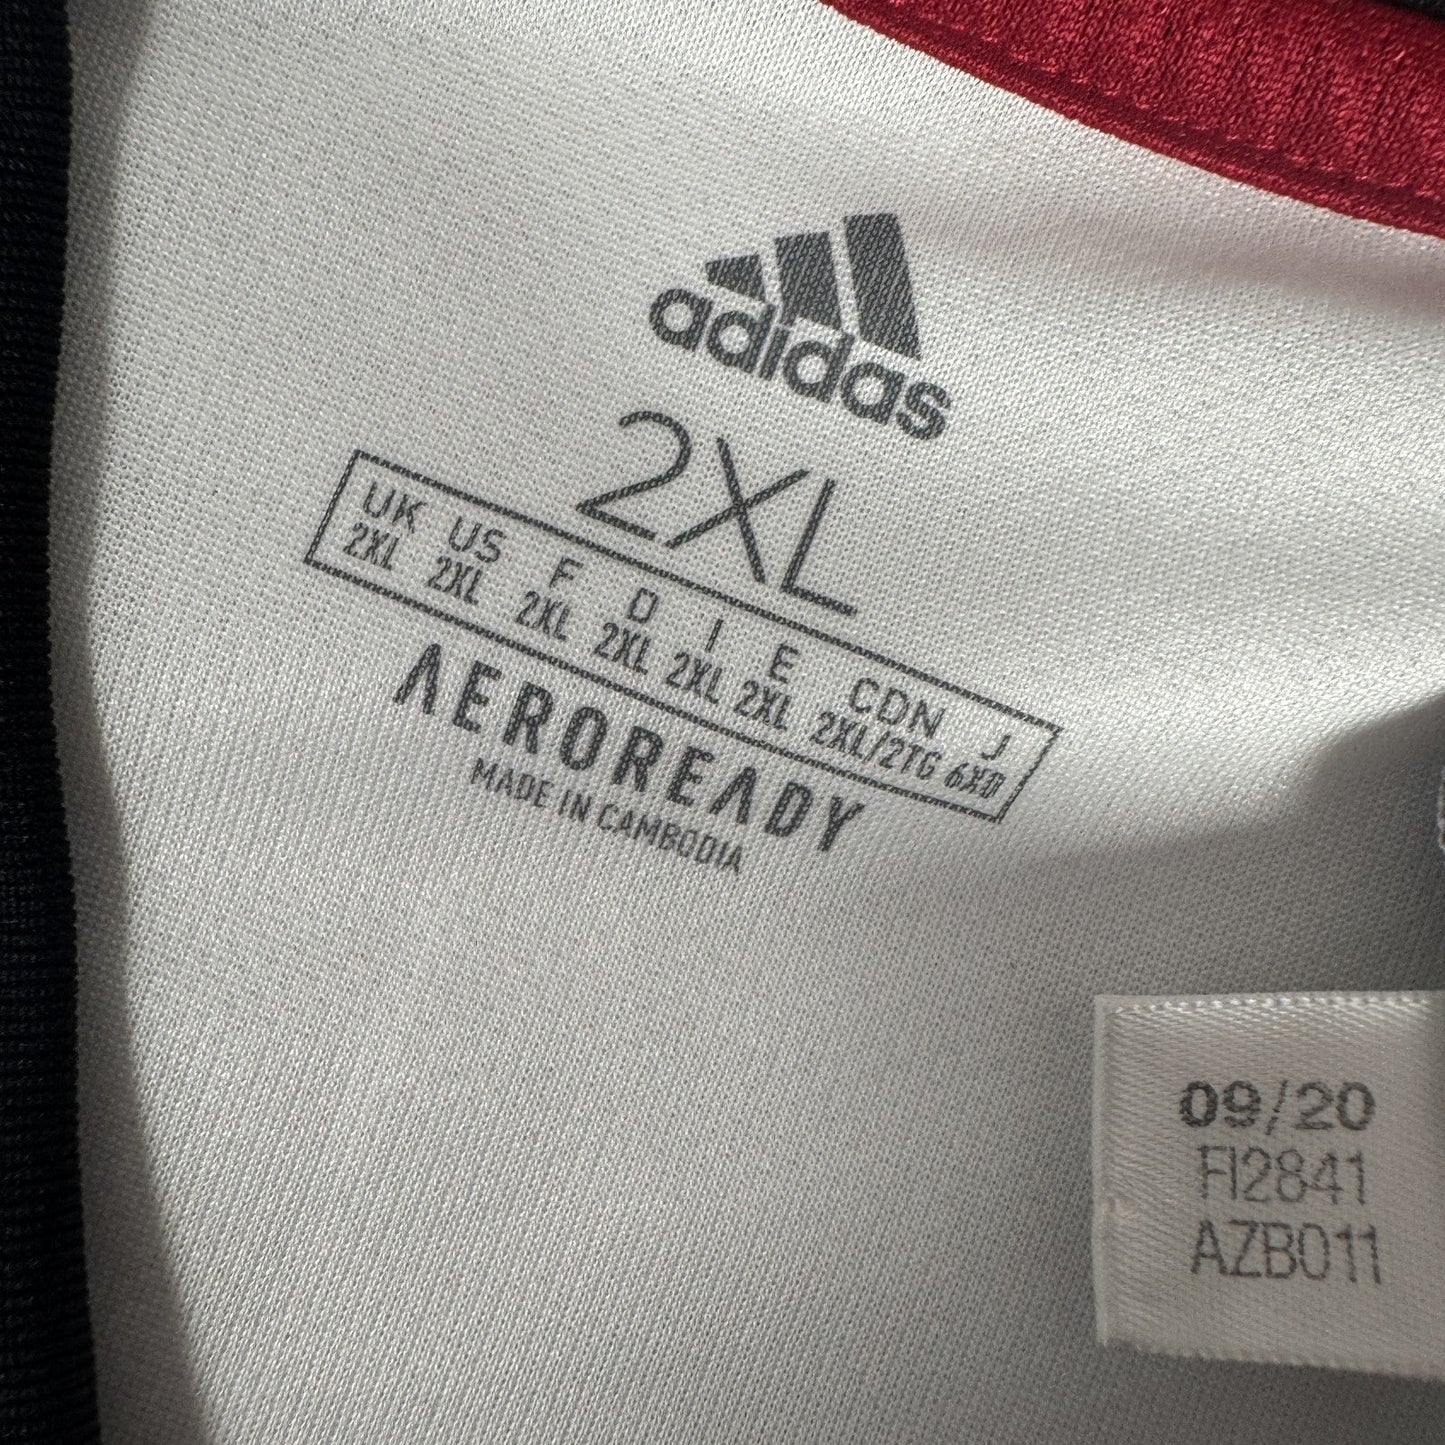 adidas
2XL
UK US F D I E CDN J
2XL 2XL 2XL 2XL 2XL 2XL 2XL/2TG 6XO
AEROREADY
MADE IN CAMBODIA
09/20
FI2841
AZB011